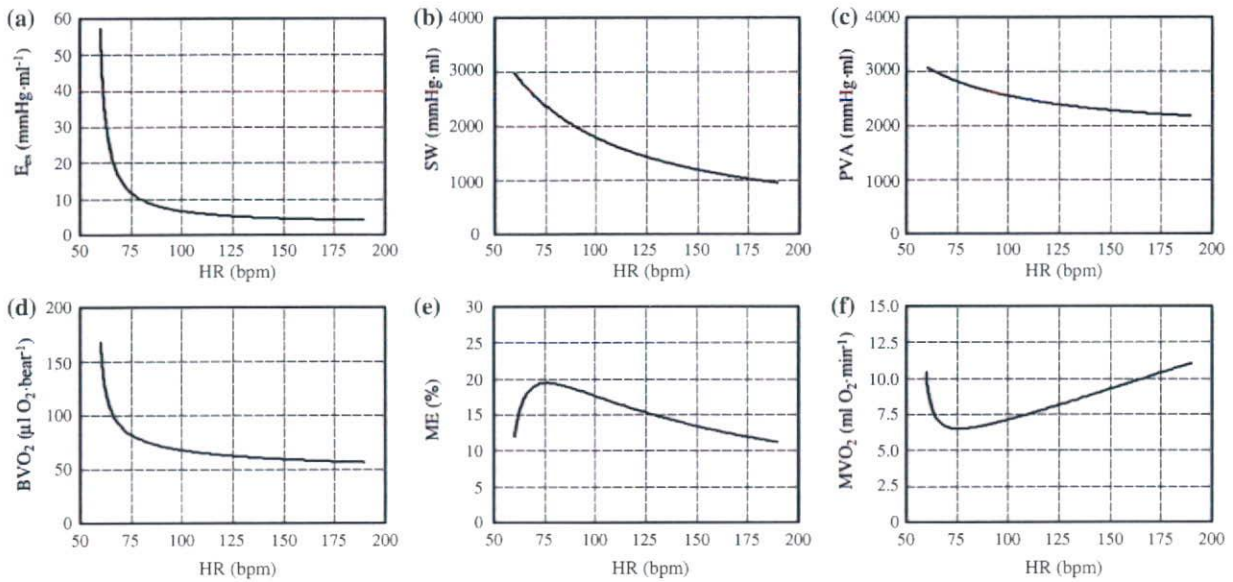 (a)
60
50
40
30
20
10
0
E_es (mmHg·ml⁻¹)
50 75 100 125 150 175 200
HR (bpm)
(b)
4000
3000
2000
1000
0
SW (mmHg·ml)
50 75 100 125 150 175 200
HR (bpm)
(c)
4000
3000
2000
1000
0
PVA (mmHg·ml)
50 75 100 125 150 175 200
HR (bpm)
(d)
200
150
100
50
0
BVO₂ (μl O₂·bear⁻¹)
50 75 100 125 150 175 200
HR (bpm)
(e)
30
25
20
15
10
5
0
ME (%)
50 75 100 125 150 175 200
HR (bpm)
(f)
15.0
12.5
10.0
7.5
5.0
2.5
0
MVO₂ (ml O₂·min⁻¹)
50 75 100 125 150 175 200
HR (bpm)